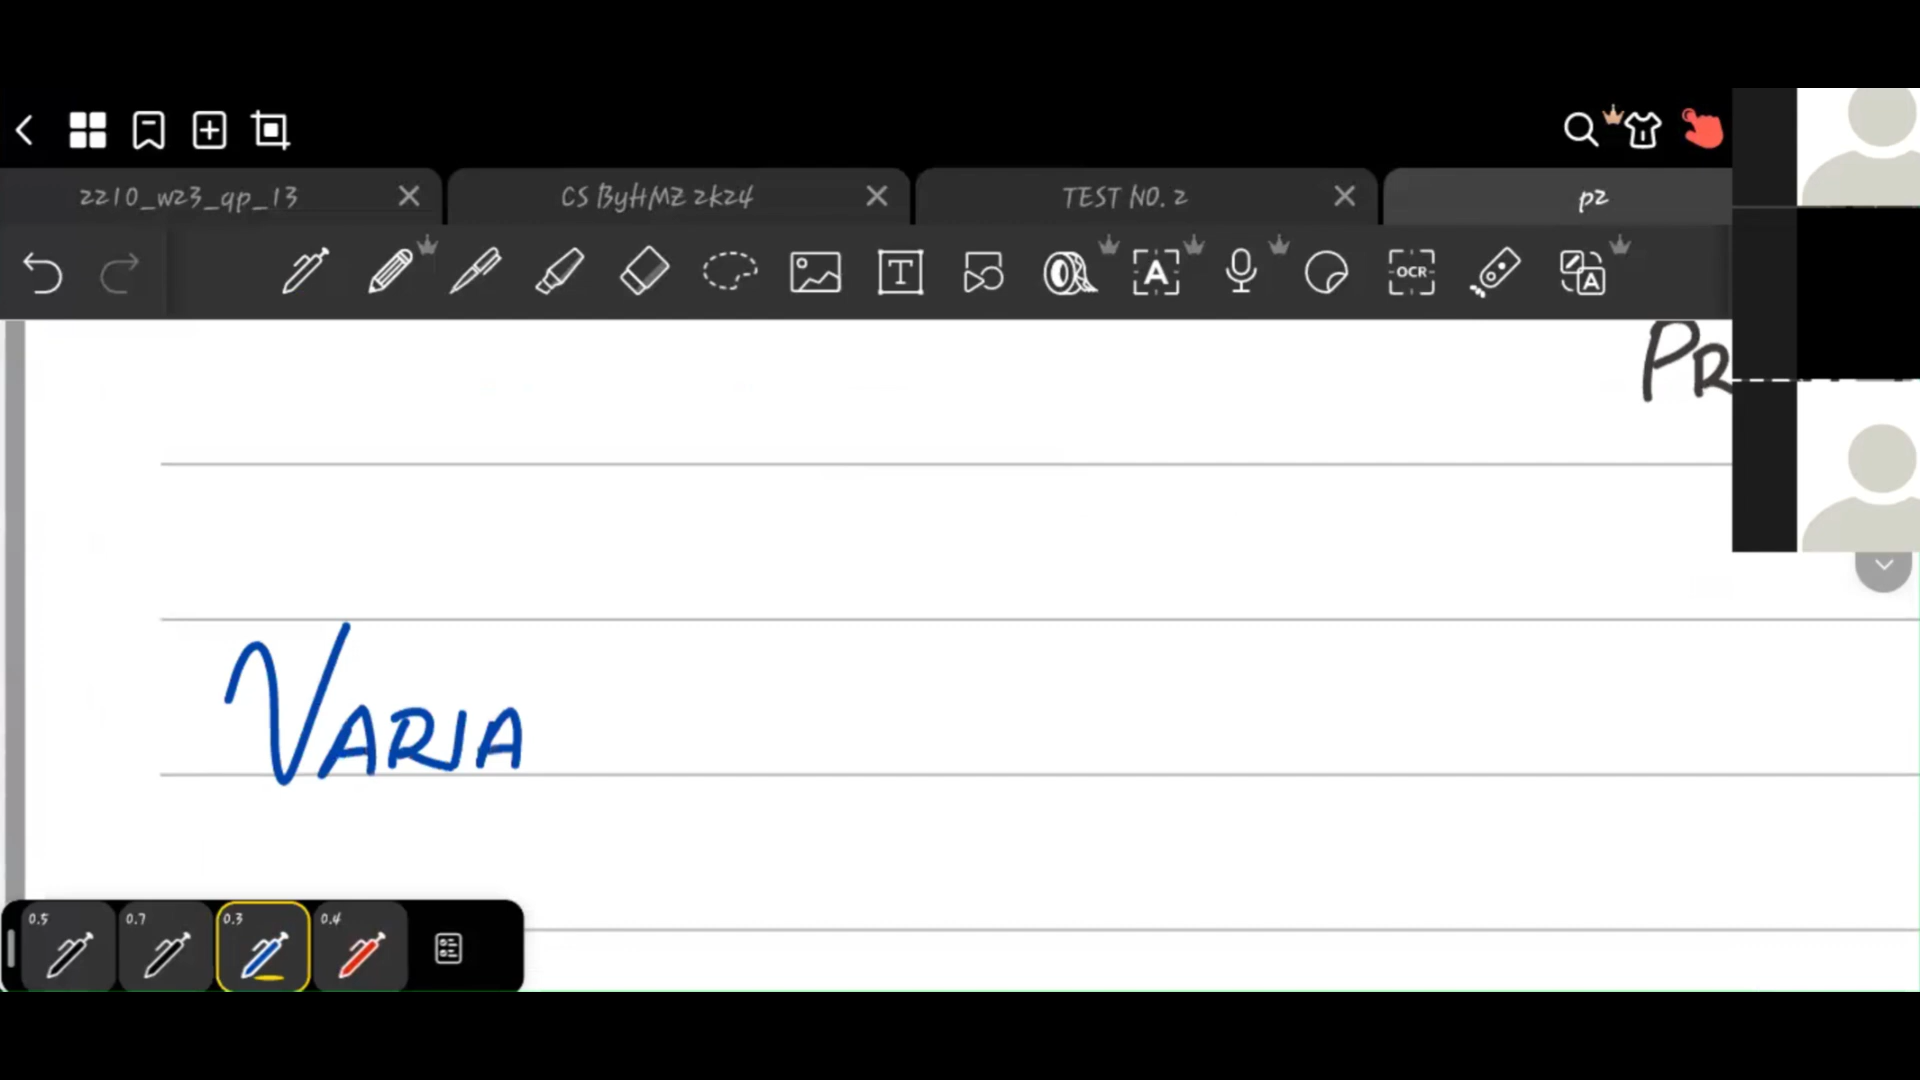 2210_w23_qp_13
CS ByHMZ 2k24
TEST NO. 2
p2
T
A
OCR
A
PR
VARIA
0.5
0.7
0.3
0.4